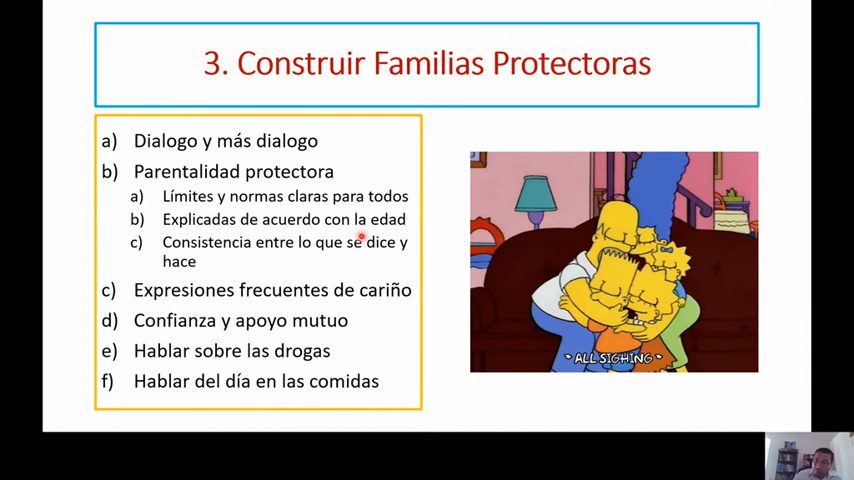 3. Construir Familias Protectoras
a) Dialogo y más dialogo
b) Parentalidad protectora
a) Límites y normas claras para todos
b) Explicadas de acuerdo con la edad
c) Consistencia entre lo que se dice y
hace
c) Expresiones frecuentes de cariño
d) Confianza y apoyo mutuo
e) Hablar sobre las drogas
f) Hablar del día en las comidas
* ALL SIGHING *